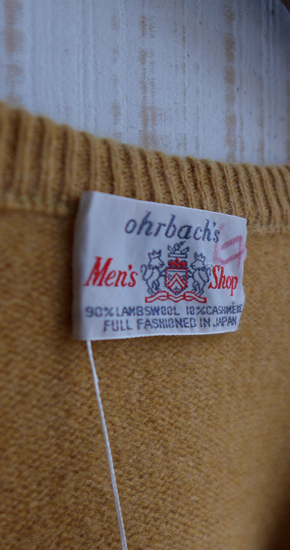 ohrbach's
Men's Shop
90% LAMBSWOOL 10% CASHMERE
FULL FASHIONED IN JAPAN